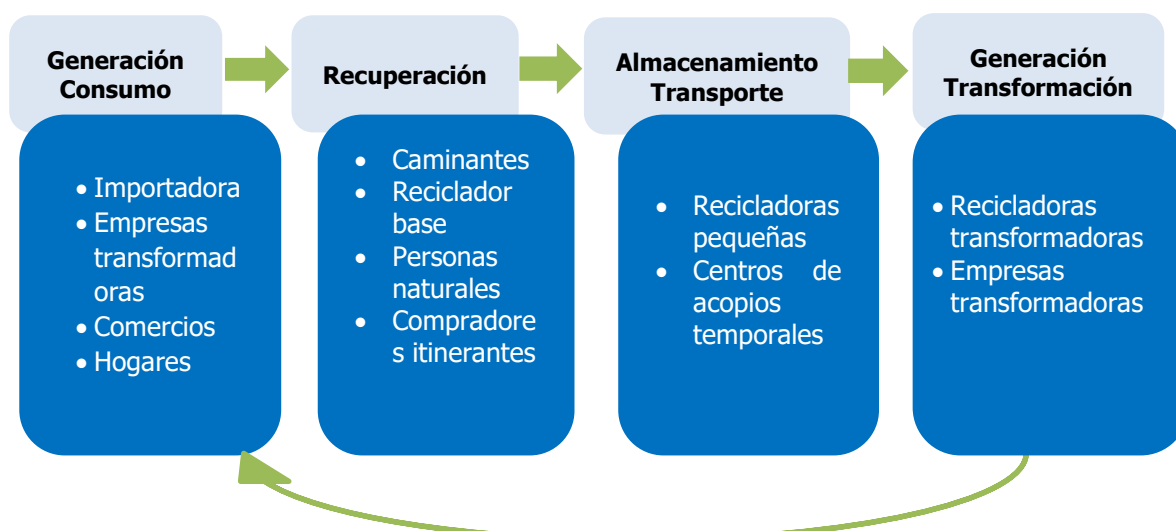 Generación
Consumo
• Importadora
• Empresas
transformad
oras
• Comercios
• Hogares
Recuperación
• Caminantes
• Reciclador
base
• Personas
naturales
• Compradore
s itinerantes
Almacenamiento
Transporte
• Recicladoras
pequeñas
• Centros de
acopios
temporales
Generación
Transformación
• Recicladoras
transformadoras
• Empresas
transformadoras